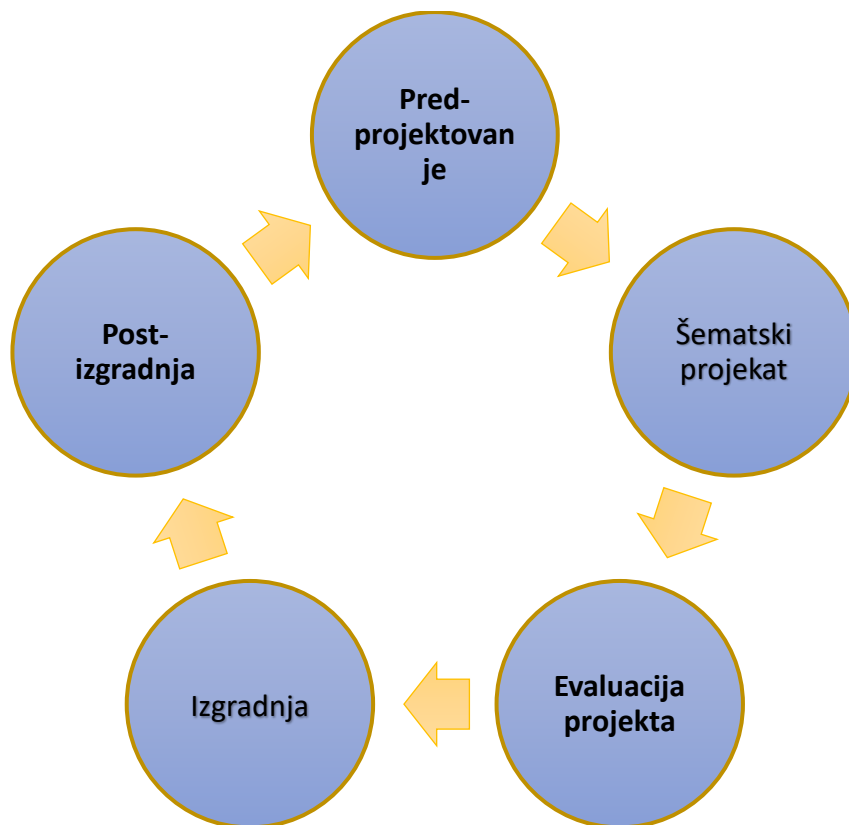 Pred-
projektovan
je
Šematski
projekat
Evaluacija
projekta
Izgradnja
Post-
izgradnja